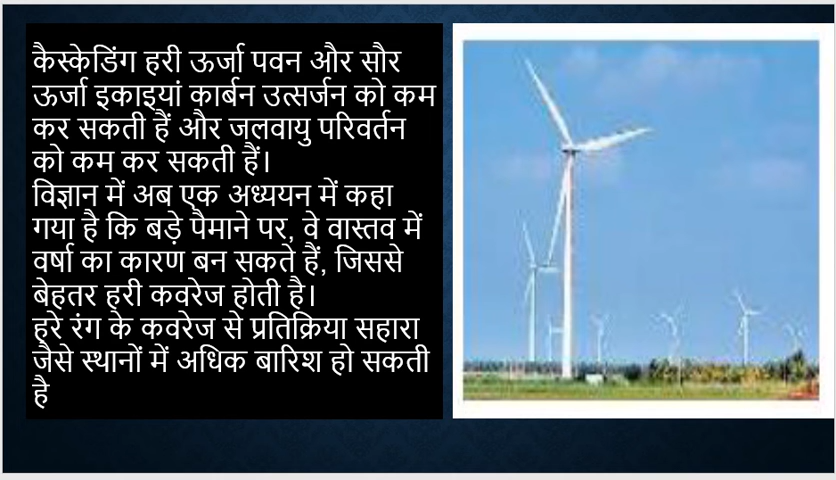 कैस्केडिंग हरी ऊर्जा पवन और सौर
ऊर्जा इकाइयां कार्बन उत्सर्जन को कम
कर सकती हैं और जलवायु परिवर्तन
को कम कर सकती हैं।
विज्ञान में अब एक अध्ययन में कहा
गया है कि बड़े पैमाने पर, वे वास्तव में
वर्षा का कारण बन सकते हैं, जिससे
बेहतर हरी कवरेज होती है।
हरे रंग के कवरेज से प्रतिक्रिया सहारा
जैसे स्थानों में अधिक बारिश हो सकती
है